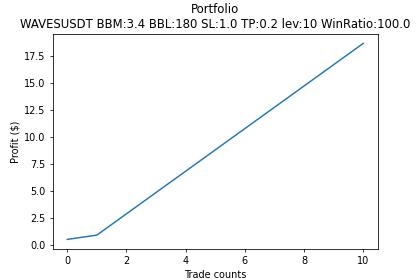 Portfolio
WAVESUSDT BBM:3.4 BBL:180 SL:1.0 TP:0.2 lev:10 WinRatio:100.0
17.5
15.0
12.5
10.0
7.5
5.0
2.5
0.0
Profit ($)
0 2 4 6 8 10
Trade counts